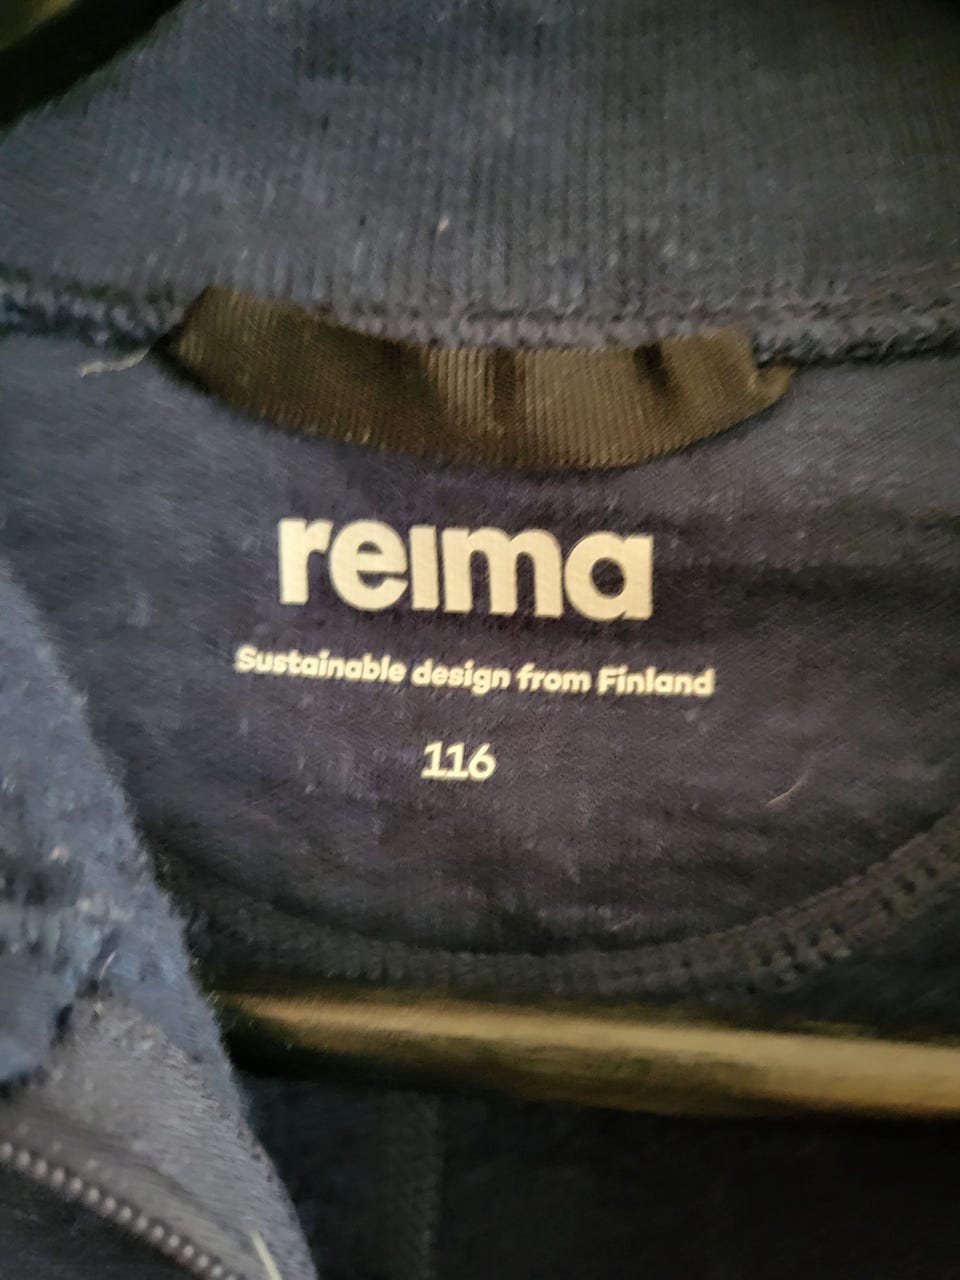 reima
Sustainable design from Finland
116